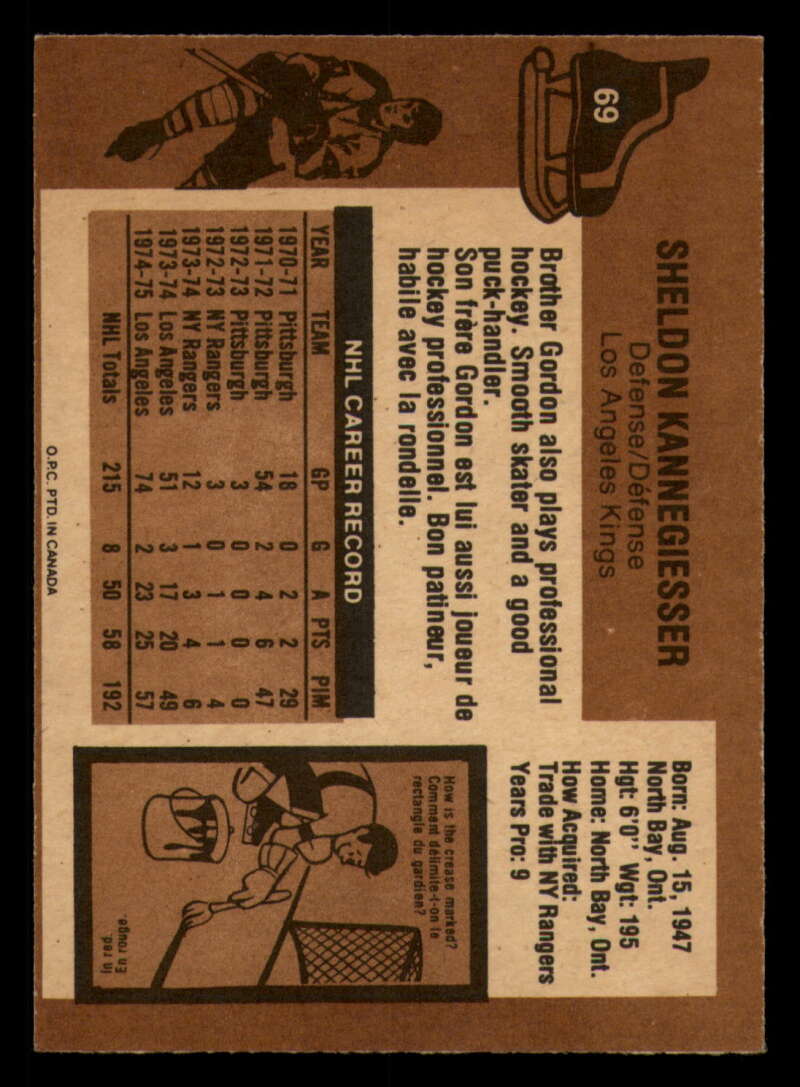 69
SHELDON KANNEGIESSER
Defense/Défense
Los Angeles Kings
Born: Aug. 15, 1947
North Bay, Ont.
Hgt: 6'0" Wgt: 195
Home: North Bay, Ont.
How Acquired:
Trade with NY Rangers
Years Pro: 9
Brother Gordon also plays professional
hockey. Smooth skater and a good
puck-handler.
Son frère Gordon est lui aussi joueur de
hockey professionnel. Bon patineur,
habile avec la rondelle.
NHL CAREER RECORD
YEAR TEAM GP G A PTS PIM
1970-71 Pittsburgh 18 0 2 2 29
1971-72 Pittsburgh 54 2 4 6 47
1972-73 Pittsburgh 3 0 0 0 0
1972-73 NY Rangers 3 0 1 1 4
1973-74 NY Rangers 12 1 3 4 6
1973-74 Los Angeles 51 3 17 20 49
1974-75 Los Angeles 74 2 23 25 57
NHL Totals 215 8 50 58 192
How is the crease marked?
Comment délimite-t-on le
rectangle du gardien?
In red.
En rouge.
O.P.C. PTD. IN CANADA